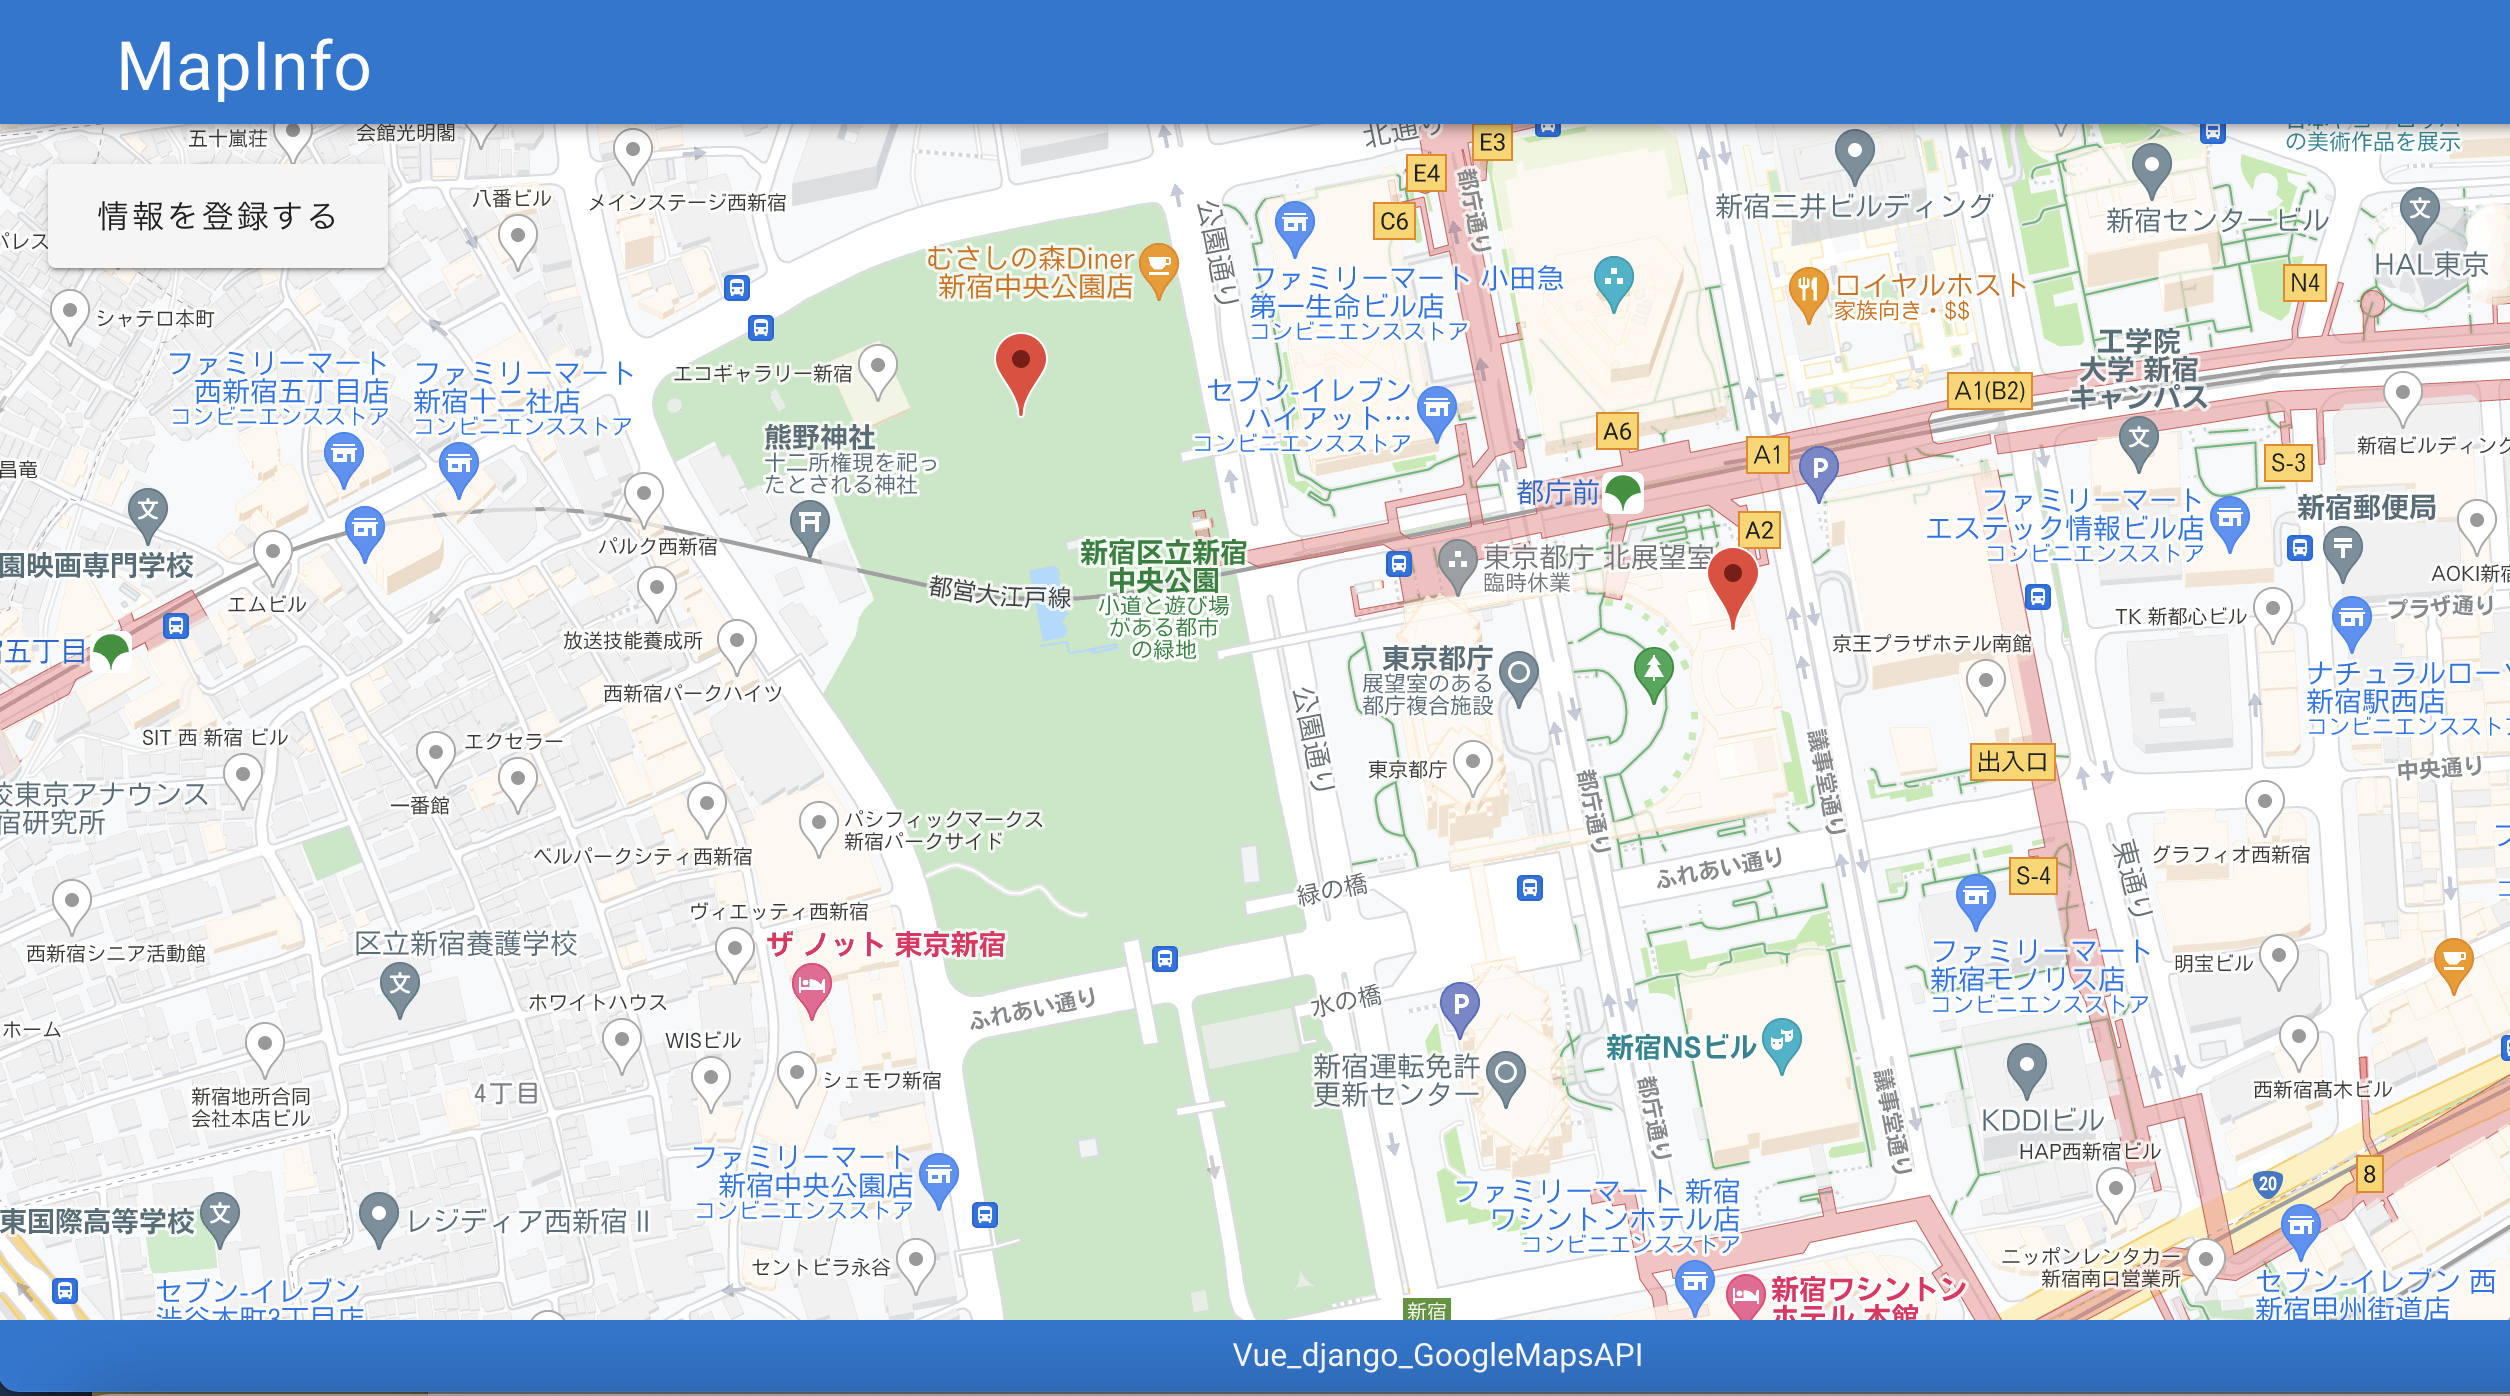 MapInfo
五十嵐荘
会館光明閣
情報を登録する
八番ビル
メインステージ西新宿
パレス
シャテロ本町
北通り
E3
E4
C6
都庁通り
公園通り
むさしの森Diner
新宿中央公園店
ファミリーマート 小田急
第一生命ビル店
コンビニエンスストア
新宿三井ビルディング
新宿センタービル
の美術作品を展示
HAL東京
N4
ロイヤルホスト
家族向き・$$
工学院
大学 新宿
キャンパス
A1(B2)
ファミリーマート
西新宿五丁目店
コンビニエンスストア
ファミリーマート
新宿十二社店
コンビニエンスストア
エコギャラリー新宿
熊野神社
十二所権現を祀っ
たとされる神社
セブン-イレブン
ハイアット…
コンビニエンスストア
A6
A1
P
都庁前
A2
S-3
新宿ビルディング
昌竜
園映画専門学校
エムビル
パルク西新宿
都営大江戸線
新宿区立新宿
中央公園
小道と遊び場
がある都市
の緑地
東京都庁 北展望室
臨時休業
ファミリーマート
エステック情報ビル店
コンビニエンスストア
新宿郵便局
AOKI新宿
プラザ通り
TK 新都心ビル
五丁目
放送技能養成所
西新宿パークハイツ
東京都庁
展望室のある
都庁複合施設
京王プラザホテル南館
ナチュラルロー
新宿駅西店
コンビニエンススト
SIT 西 新宿 ビル
エクセラー
一番館
東京アナウンス
宿研究所
パシフィックマークス
新宿パークサイド
ベルパークシティ西新宿
公園通り
東京都庁
都庁通り
議事堂通り
出入口
中央通り
ふれあい通り
S-4
東通り
グラフィオ西新宿
緑の橋
ヴィエッティ西新宿
ザ ノット 東京新宿
西新宿シニア活動館
区立新宿養護学校
ホワイトハウス
ふれあい通り
水の橋
P
ファミリーマート
新宿モノリス店
コンビニエンスストア
明宝ビル
ホーム
WISビル
シェモワ新宿
新宿地所合同
会社本店ビル
4丁目
新宿運転免許
更新センター
新宿NSビル
都庁通り
議事堂通り
KDDIビル
西新宿髙木ビル
HAP西新宿ビル
8
20
ファミリーマート
新宿中央公園店
コンビニエンスストア
ファミリーマート 新宿
ワシントンホテル店
コンビニエンスストア
東国際高等学校
レジディア西新宿Ⅱ
セントビラ永谷
ニッポンレンタカー
新宿南口営業所
セブン-イレブン
渋谷本町3丁目店
新宿
新宿ワシントン
ホテル 本館
セブン-イレブン 西
新宿甲州街道店
Vue_django_GoogleMapsAPI